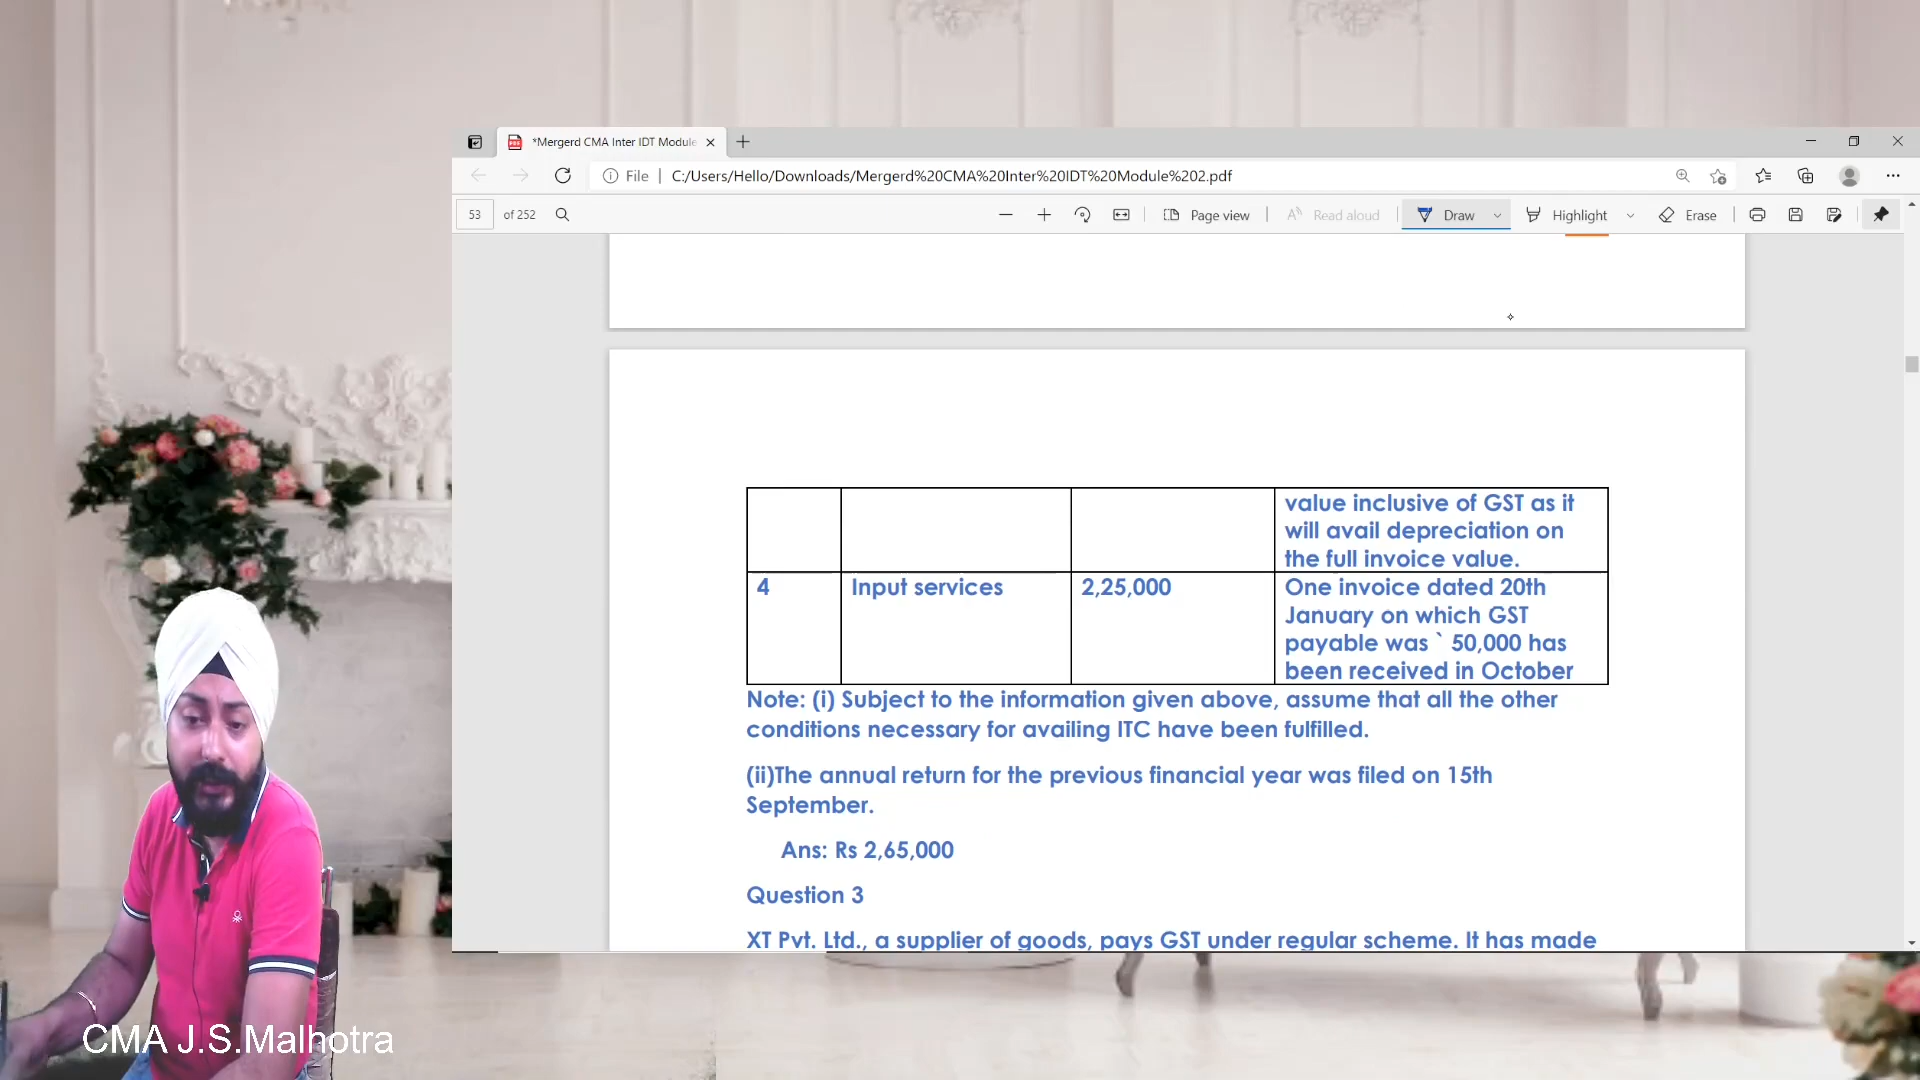 *Mergerd CMA Inter IDT Module
File | C:/Users/Hello/Downloads/Mergerd%20CMA%20Inter%20IDT%20Module%202.pdf
53 of 252
Page view
Read aloud
Draw
Highlight
Erase
value inclusive of GST as it
will avail depreciation on
the full invoice value.
4 Input services 2,25,000 One invoice dated 20th
January on which GST
payable was ` 50,000 has
been received in October
Note: (i) Subject to the information given above, assume that all the other
conditions necessary for availing ITC have been fulfilled.
(ii)The annual return for the previous financial year was filed on 15th
September.
Ans: Rs 2,65,000
Question 3
XT Pvt. Ltd., a supplier of goods, pays GST under regular scheme. It has made
CMA J.S.Malhotra